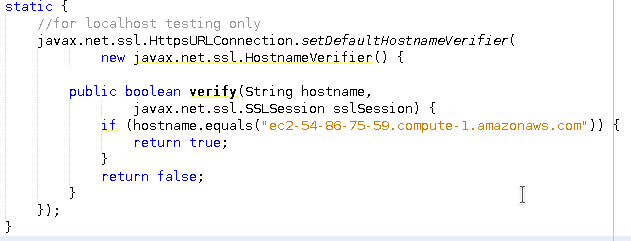 static {
    //for localhost testing only
    javax.net.ssl.HttpsURLConnection.setDefaultHostnameVerifier(
            new javax.net.ssl.HostnameVerifier() {
        public boolean verify(String hostname,
                javax.net.ssl.SSLSession sslSession) {
            if (hostname.equals("ec2-54-86-75-59.compute-1.amazonaws.com")) {
                return true;
            }
            return false;
        }
    });
}